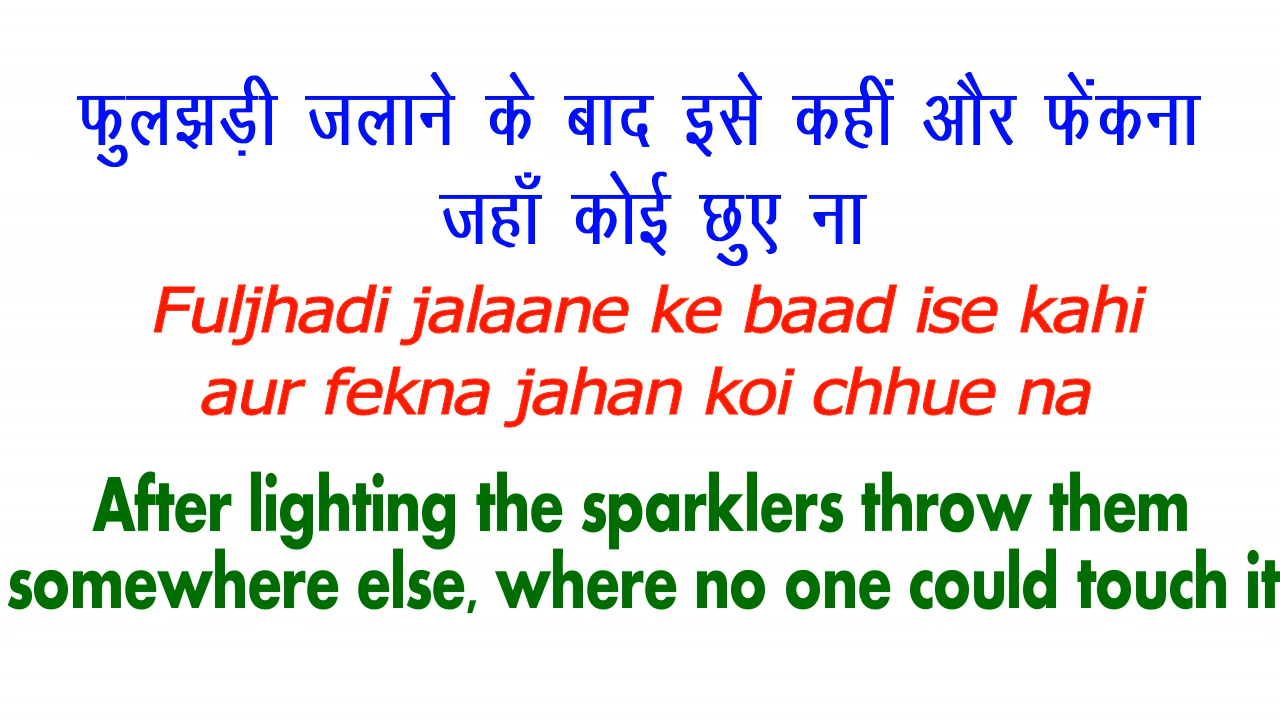 फुलझड़ी जलाने के बाद इसे कहीं और फेंकना
जहाँ कोई छुए ना
Fuljhadi jalaane ke baad ise kahi
aur fekna jahan koi chhue na
After lighting the sparklers throw them
somewhere else, where no one could touch it